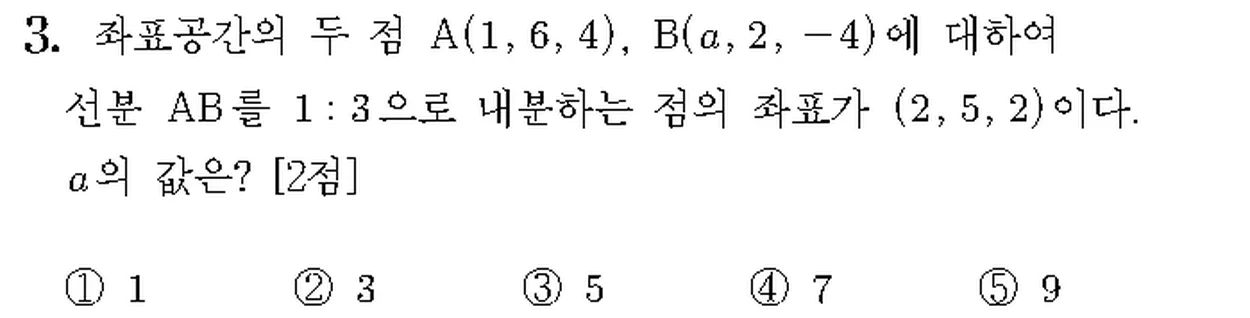 3. 좌표공간의 두 점 A(1, 6, 4), B(a, 2, −4)에 대하여
선분 AB를 1 : 3으로 내분하는 점의 좌표가 (2, 5, 2)이다.
a의 값은? [2점]
① 1 ② 3 ③ 5 ④ 7 ⑤ 9